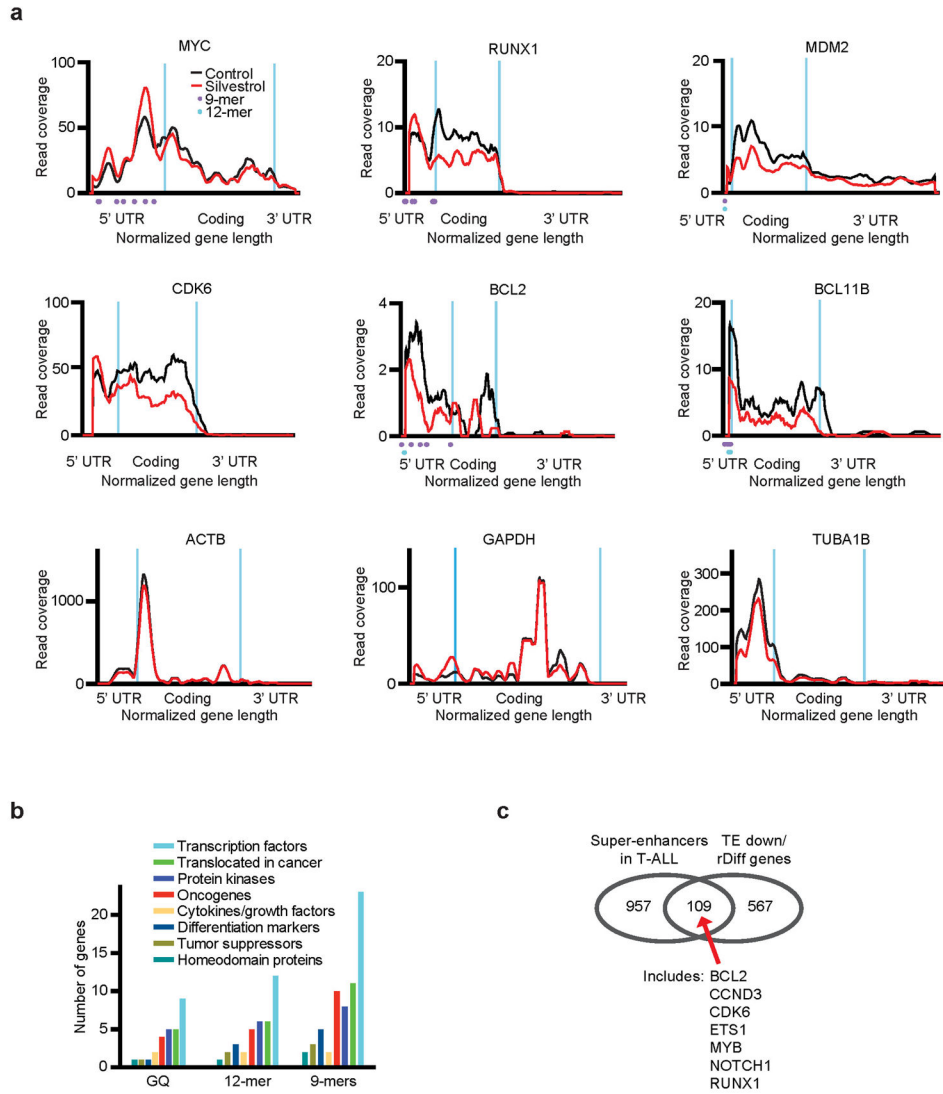 a
MYC
RUNX1
MDM2
Read coverage
100
50
0
Control
Silvestrol
9-mer
12-mer
5' UTR Coding 3' UTR
Normalized gene length
Read coverage
20
10
0
5' UTR Coding 3' UTR
Normalized gene length
Read coverage
20
10
0
5' UTR Coding 3' UTR
Normalized gene length
CDK6
BCL2
BCL11B
Read coverage
100
50
0
5' UTR Coding 3' UTR
Normalized gene length
Read coverage
4
2
0
5' UTR Coding 3' UTR
Normalized gene length
Read coverage
20
10
0
5' UTR Coding 3' UTR
Normalized gene length
ACTB
GAPDH
TUBA1B
Read coverage
1000
0
5' UTR Coding 3' UTR
Normalized gene length
Read coverage
100
0
5' UTR Coding 3' UTR
Normalized gene length
Read coverage
300
200
100
0
5' UTR Coding 3' UTR
Normalized gene length
b
Transcription factors
Translocated in cancer
Protein kinases
Oncogenes
Cytokines/growth factors
Differentiation markers
Tumor suppressors
Homeodomain proteins
Number of genes
20
10
5
0
GQ 12-mer 9-mers
c
Super-enhancers
in T-ALL
TE down/
rDiff genes
957 109 567
Includes: BCL2
CCND3
CDK6
ETS1
MYB
NOTCH1
RUNX1